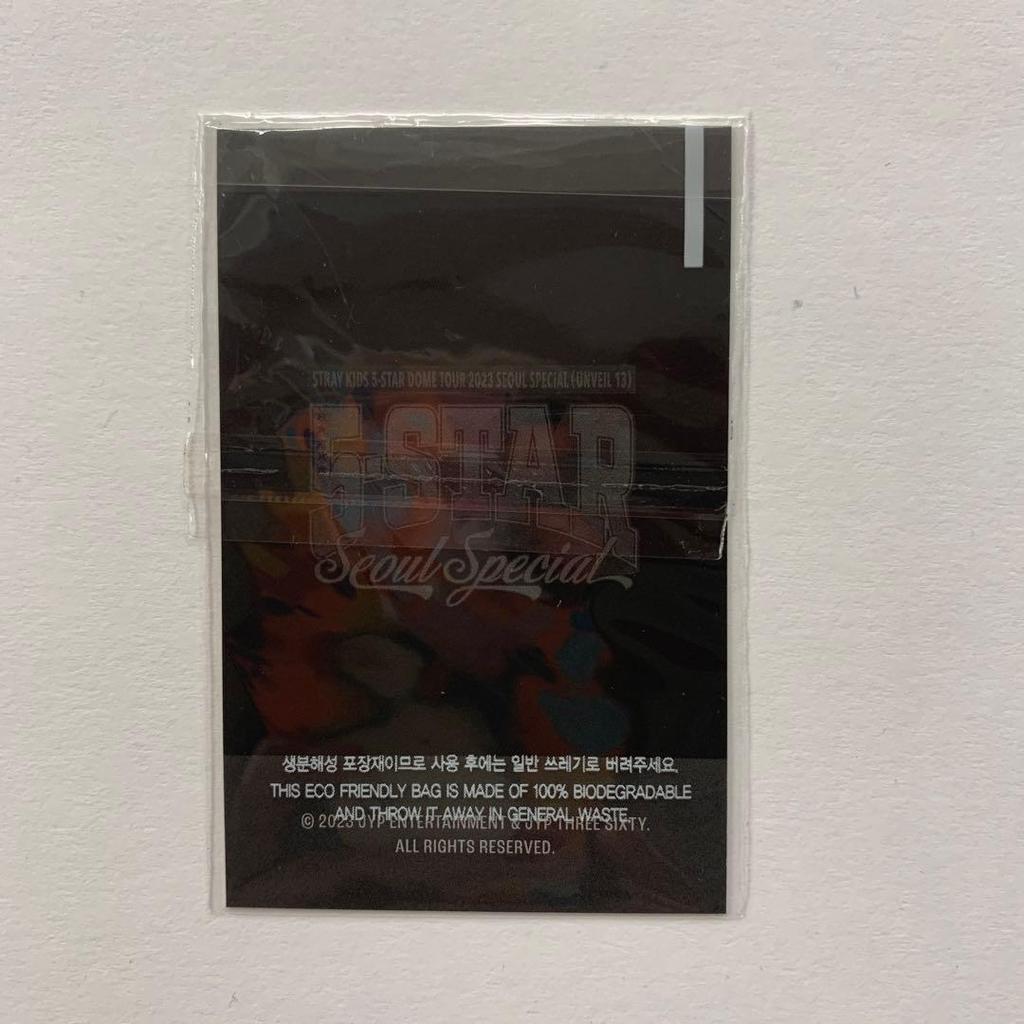 STRAY KIDS 5-STAR DOME TOUR 2023 SEOUL SPECIAL (UNVEIL 13)
5-STAR
Seoul Special
생분해성 포장재이므로 사용 후에는 일반 쓰레기로 버려주세요.
THIS ECO FRIENDLY BAG IS MADE OF 100% BIODEGRADABLE
AND THROW IT AWAY IN GENERAL WASTE.
© 2023 JYP ENTERTAINMENT & JYP THREE SIXTY.
ALL RIGHTS RESERVED.